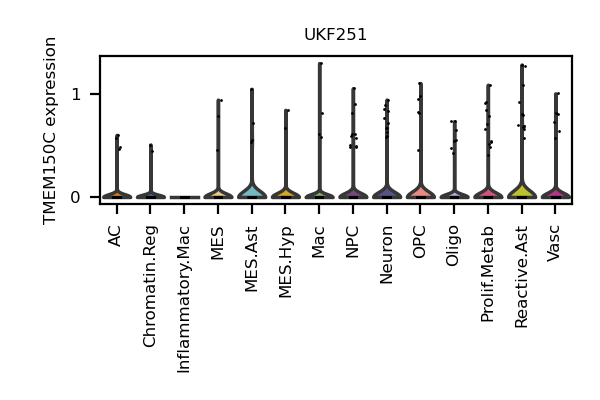 UKF251
TMEM150C expression
1
0
AC
Chromatin.Reg
Inflammatory.Mac
MES
MES.Ast
MES.Hyp
Mac
NPC
Neuron
OPC
Oligo
Prolif.Metab
Reactive.Ast
Vasc